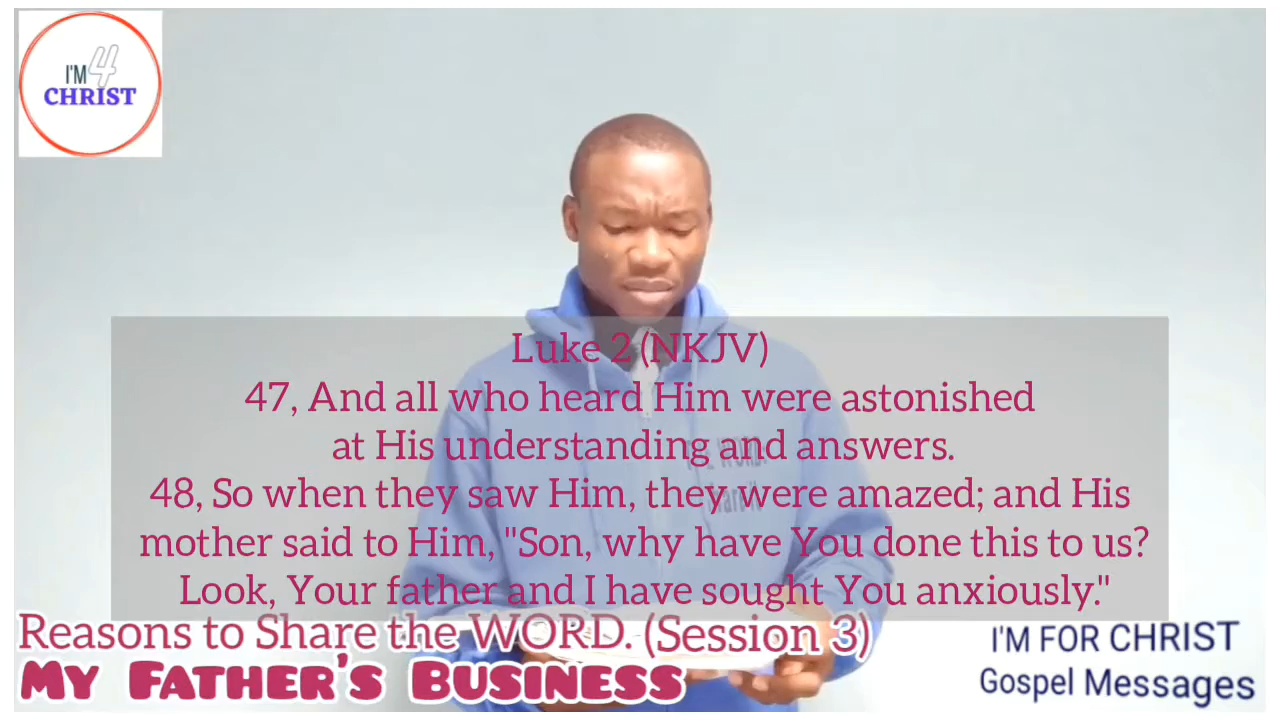 I'M 4
CHRIST
Luke 2 (NKJV)
47, And all who heard Him were astonished
at His understanding and answers.
48, So when they saw Him, they were amazed; and His
mother said to Him, "Son, why have You done this to us?
Look, Your father and I have sought You anxiously."
Reasons to Share the WORD. (Session 3)
My Father's Business
I'M FOR CHRIST
Gospel Messages